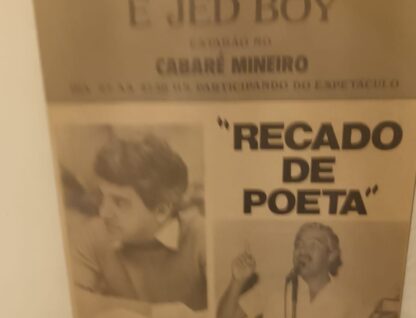 E JED BOY
ESTARÃO NO
CABARÉ MINEIRO
PARTICIPANDO DO ESPETÁCULO
"RECADO
DE
POETA"